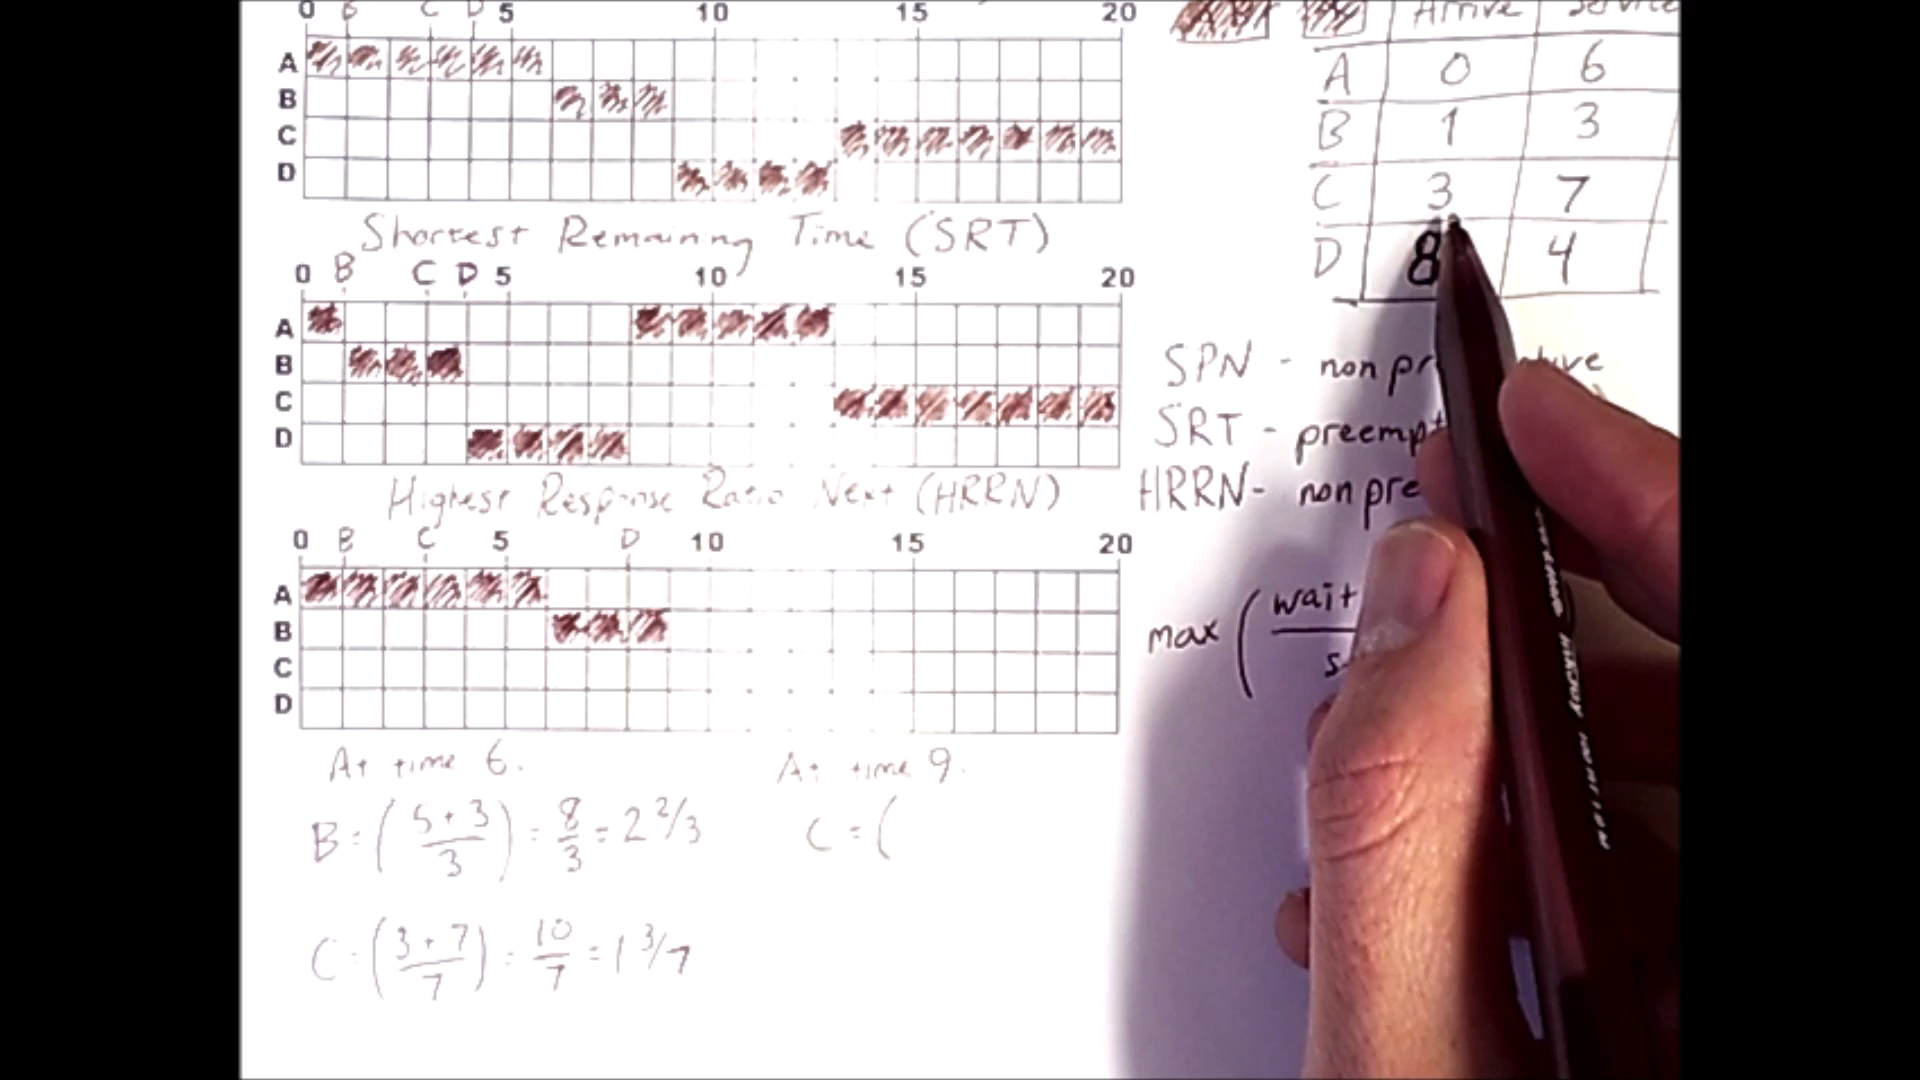 0 B C D 5 10 15 20
A
B
C
D
Shortest Remaining Time (SRT)
0 B C D 5 10 15 20
A
B
C
D
Highest Response Ratio Next (HRRN)
0 B C 5 D 10 15 20
A
B
C
D
At time 6.
B = (5+3/3) = 8/3 = 2 2/3
C = (3+7/7) = 10/7 = 1 3/7
At time 9.
C = (
Arrive Service
A 0 6
B 1 3
C 3 7
D 8 4
SPN - non pr
SRT - preempt
HRRN - non pre
max ( wait
s